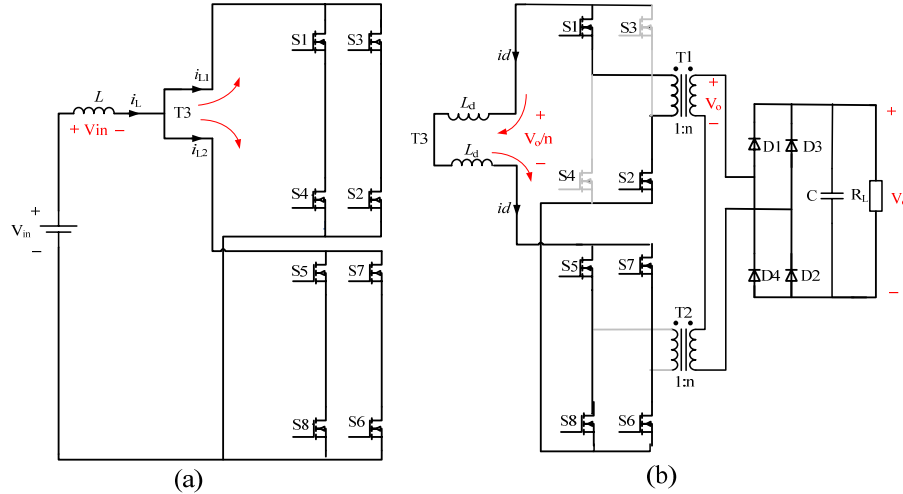 S1
S3
L
iL
iL1
T3
+ Vin −
iL2
S4
S2
+
Vin
−
S5
S7
S8
S6
(a)
S1
S3
id
T1
+
Vo
−
1:n
Ld
+
T3
Vo/n
Ld
−
S4
S2
id
D1
D3
C
RL
+
D4
D2
−
S5
S7
T2
1:n
S8
S6
(b)